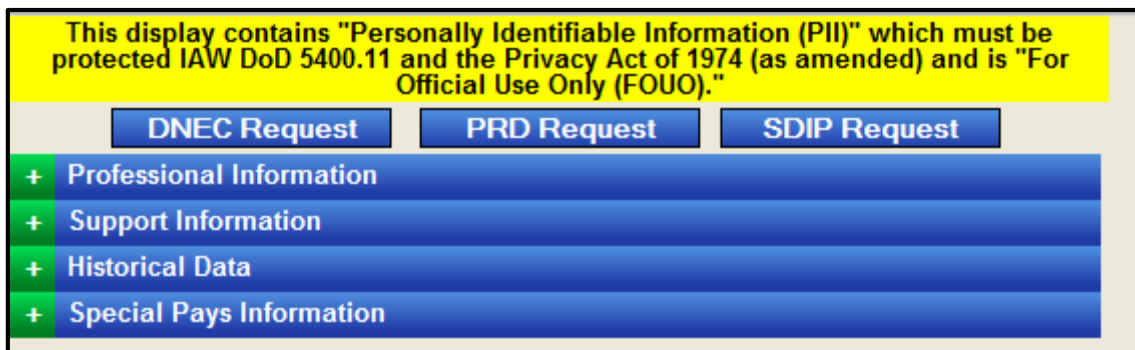 This display contains "Personally Identifiable Information (PII)" which must be
protected IAW DoD 5400.11 and the Privacy Act of 1974 (as amended) and is "For
Official Use Only (FOUO)."
DNEC Request PRD Request SDIP Request
+ Professional Information
+ Support Information
+ Historical Data
+ Special Pays Information